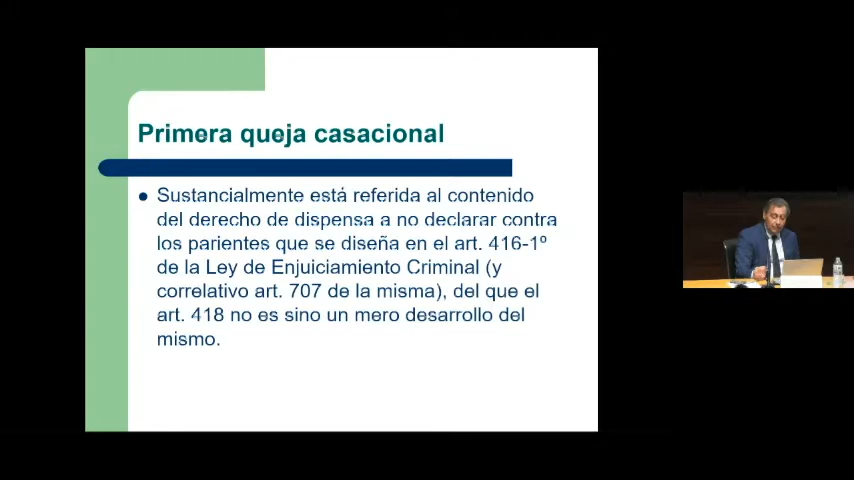 Primera queja casacional
Sustancialmente está referida al contenido
del derecho de dispensa a no declarar contra
los parientes que se diseña en el art. 416-1º
de la Ley de Enjuiciamiento Criminal (y
correlativo art. 707 de la misma), del que el
art. 418 no es sino un mero desarrollo del
mismo.